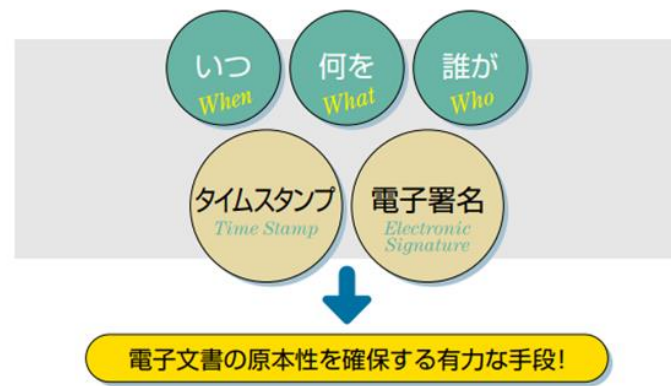 いつ 何を 誰が
When What Who
タイムスタンプ 電子署名
Time Stamp Electronic
Signature
電子文書の原本性を確保する有力な手段!